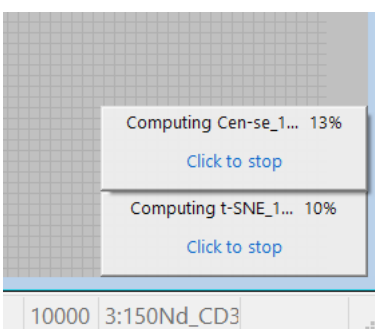 Computing Cen-se_1... 13%
Click to stop
Computing t-SNE_1... 10%
Click to stop
10000 3:150Nd_CD3